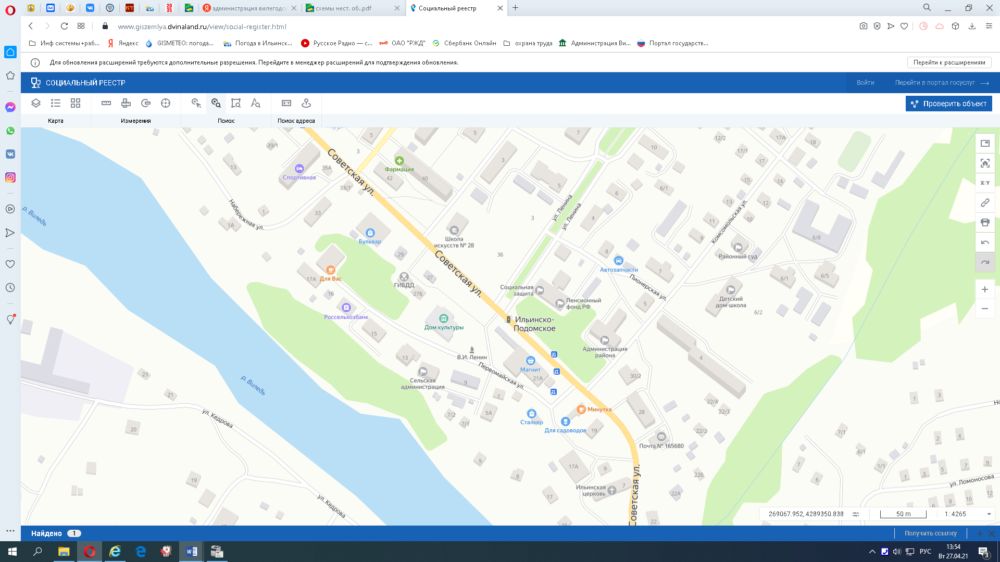 администрация вилегодс
схемы нест. об..pdf
Социальный реестр
www.giszemlya.dvinaland.ru/view/social-register.html
Инф системы+раб...
Яндекс
GISMETEO: погода...
Погода в Ильинск...
Русское Радио — с...
ОАО "РЖД"
Сбербанк Онлайн
охрана труда
Администрация Ви...
Портал государств...
Для обновления расширений требуются дополнительные разрешения. Перейдите в менеджер расширений для подтверждения обновления.
Перейти к расширениям
СОЦИАЛЬНЫЙ РЕЕСТР
Войти
Перейти в портал госуслуг
Проверить объект
Карта
Измерения
Поиск
Поиск адреса
X:Y
5
5
7
12/2
17А
18
39/1
3
10
17/1
13
35А
Советская ул.
Фармация
3
Спортивная
42
40
33/1
5
6/1
15
14
6
13
12
Набережная ул.
1
33
ул. Ленина
ул. Ленина
3
4
Комсомольская ул.
11
10
р. Виледь
1А
Бульвар
Школа
искусств № 28
9
6/8
29
36
8
Районный суд
Советская ул.
Автозапчасти
17А
Для Вас
ГИБДД
27
7
6/1
6/5
Пионерская ул.
27Б
Социальная
защита
16
Пенсионный
фонд РФ
5
Детский
дом-школа
6/2
Россельхозбанк
Дом культуры
Ильинско-
Подомское
15
Администрация
района
13
В.И. Ленин
4
Магнит
Первомайская ул.
21А
30/2
23
р. Виледь
Сельская
администрация
9
7
21
22/4
22/3
1
3
28
Минутка
7/2
5А
7/1
Сталкер
Для садоводов
19
22/2
ул. Кедрова
20
7/1
2
4
Почта № 165680
6/1
9
17А
9
7
1/1
7
9
5
3
1
8
22Б
6
ул. Ломоносова
19
Ильинская
церковь
7
17
22А
12
10
8
6
ул. Кедрова
Советская ул.
22
15
269067.952, 4289350.838
50 m
1: 4265
Найдено 1
Получить ссылку
РУС
13:54
Вт 27.04.21
3